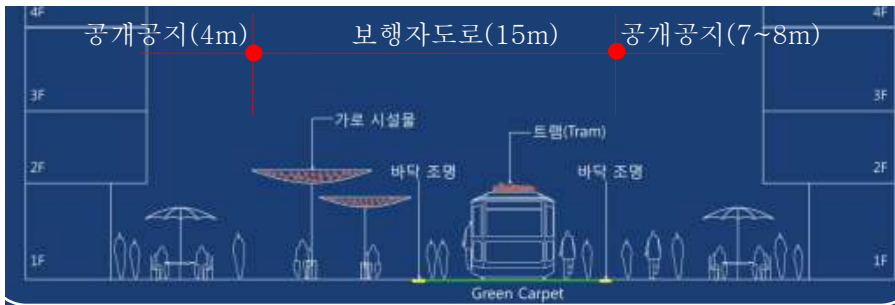 4F
4F
공개공지(4m)
보행자도로(15m)
공개공지(7~8m)
3F
3F
가로 시설물
트램(Tram)
2F
바닥 조명
바닥 조명
2F
1F
1F
Green Carpet